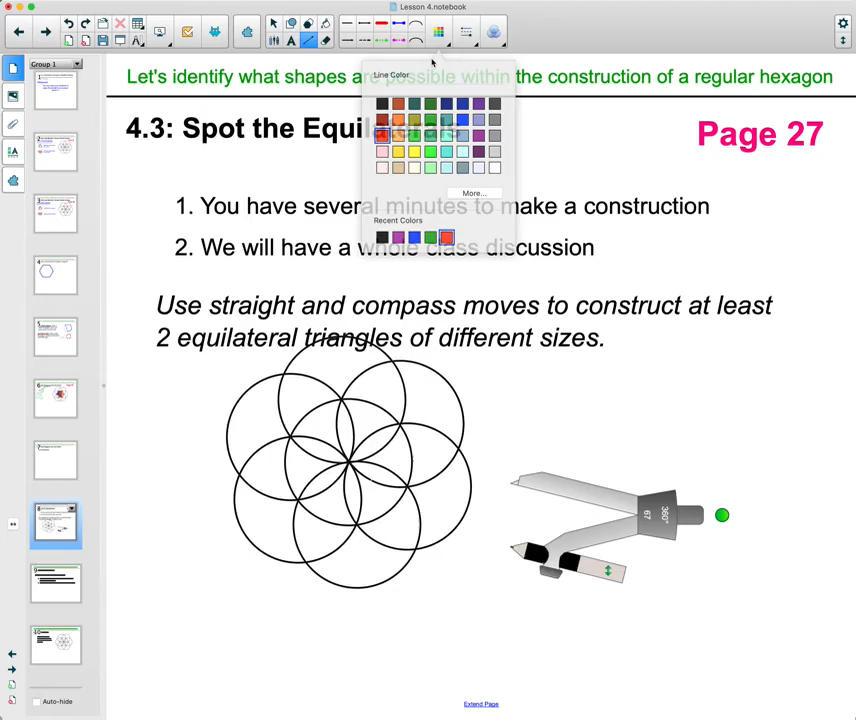 Lesson 4.notebook
Group 1
Line Color
Let's identify what shapes are possible within the construction of a regular hexagon
4.3: Spot the Equilaterals
Page 27
More...
1. You have several minutes to make a construction
Recent Colors
2. We will have a whole class discussion
Use straight and compass moves to construct at least
2 equilateral triangles of different sizes.
360°
67
Auto-hide
Extend Page